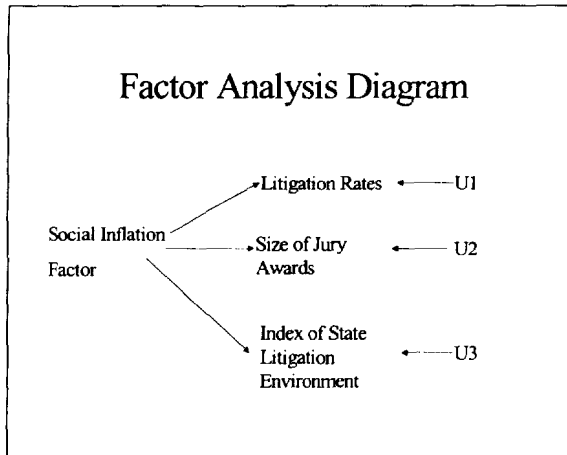 Factor Analysis Diagram
Litigation Rates
U1
Social Inflation
Factor
Size of Jury
Awards
U2
Index of State
Litigation
Environment
U3